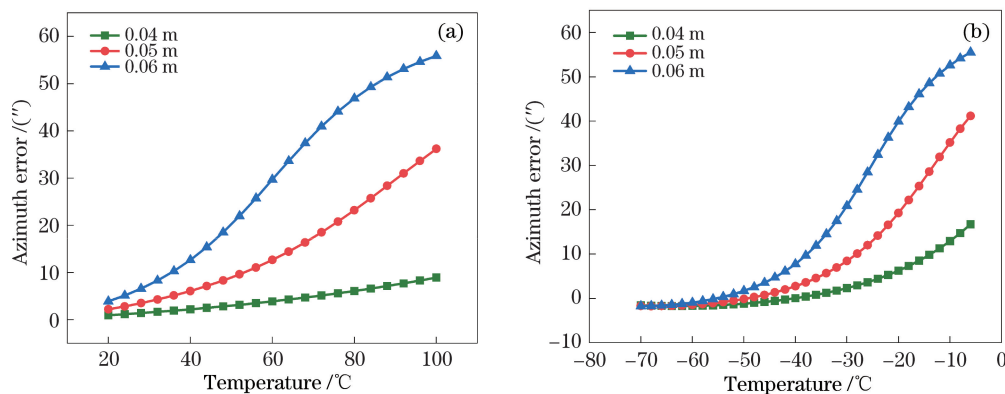 (a)
0.04 m
0.05 m
0.06 m
60
50
40
30
20
10
0
Azimuth error /(″)
20 40 60 80 100
Temperature /℃
(b)
0.04 m
0.05 m
0.06 m
60
50
40
30
20
10
0
−10
Azimuth error /(″)
−80 −70 −60 −50 −40 −30 −20 −10 0
Temperature /℃